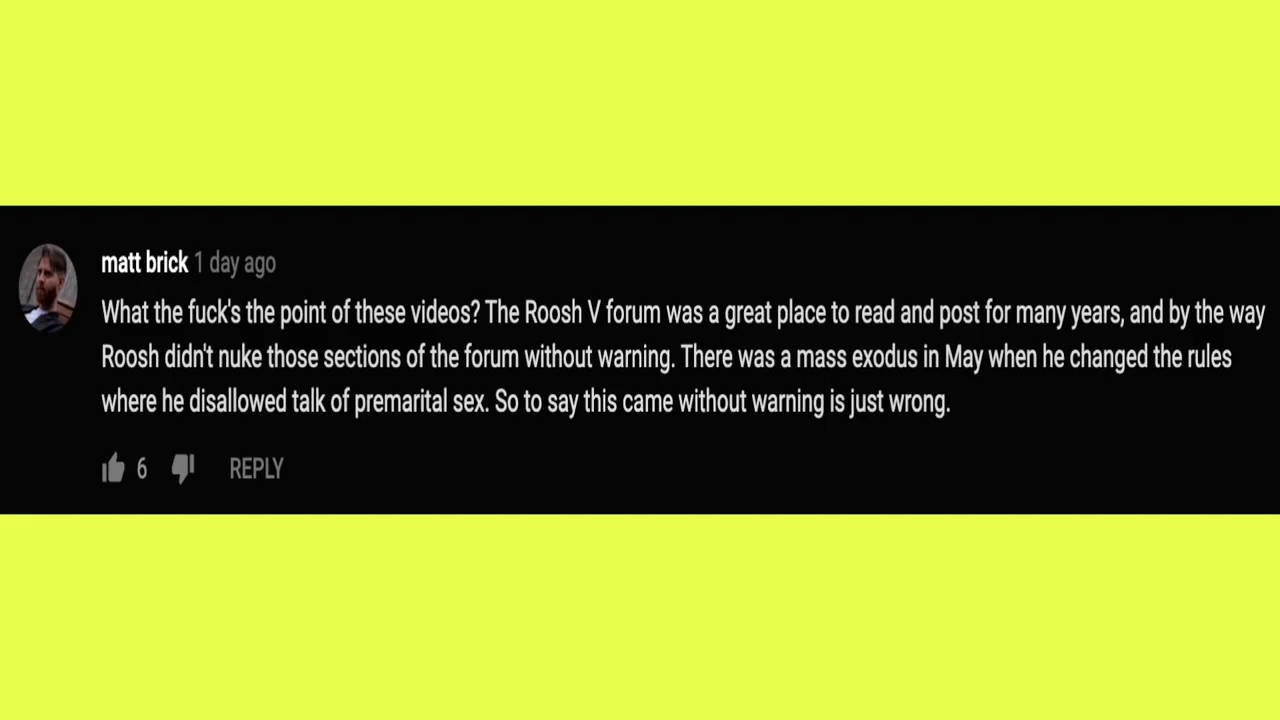 matt brick 1 day ago
What the fuck's the point of these videos? The Roosh V forum was a great place to read and post for many years, and by the way
Roosh didn't nuke those sections of the forum without warning. There was a mass exodus in May when he changed the rules
where he disallowed talk of premarital sex. So to say this came without warning is just wrong.
6 REPLY